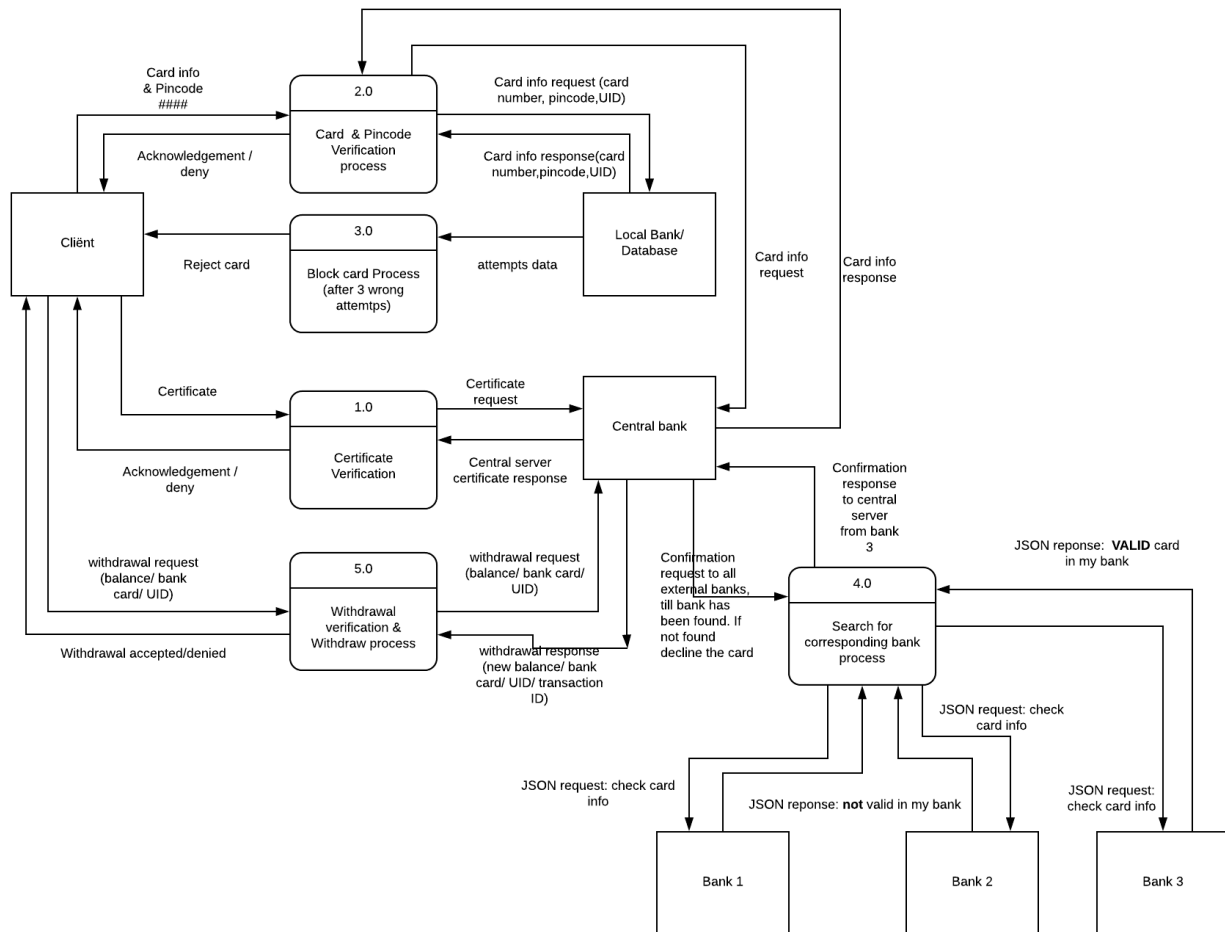 Card info
& Pincode
####
2.0
Card & Pincode
Verification
process
Card info request (card
number, pincode,UID)
Acknowledgement /
deny
Card info response(card
number,pincode,UID)
Cliënt
3.0
Block card Process
(after 3 wrong
attemtps)
Local Bank/
Database
Reject card
attempts data
Card info
request
Card info
response
Certificate
1.0
Certificate
Verification
Certificate
request
Central bank
Acknowledgement /
deny
Central server
certificate response
Confirmation
response
to central
server
from bank
3
JSON reponse: VALID card
in my bank
withdrawal request
(balance/ bank
card/ UID)
5.0
Withdrawal
verification &
Withdraw process
withdrawal request
(balance/ bank card/
UID)
Confirmation
request to all
external banks,
till bank has
been found. If
not found
decline the card
4.0
Search for
corresponding bank
process
Withdrawal accepted/denied
withdrawal response
(new balance/ bank
card/ UID/ transaction
ID)
JSON request: check
card info
JSON request: check card
info
JSON reponse: not valid in my bank
JSON request:
check card info
Bank 1
Bank 2
Bank 3